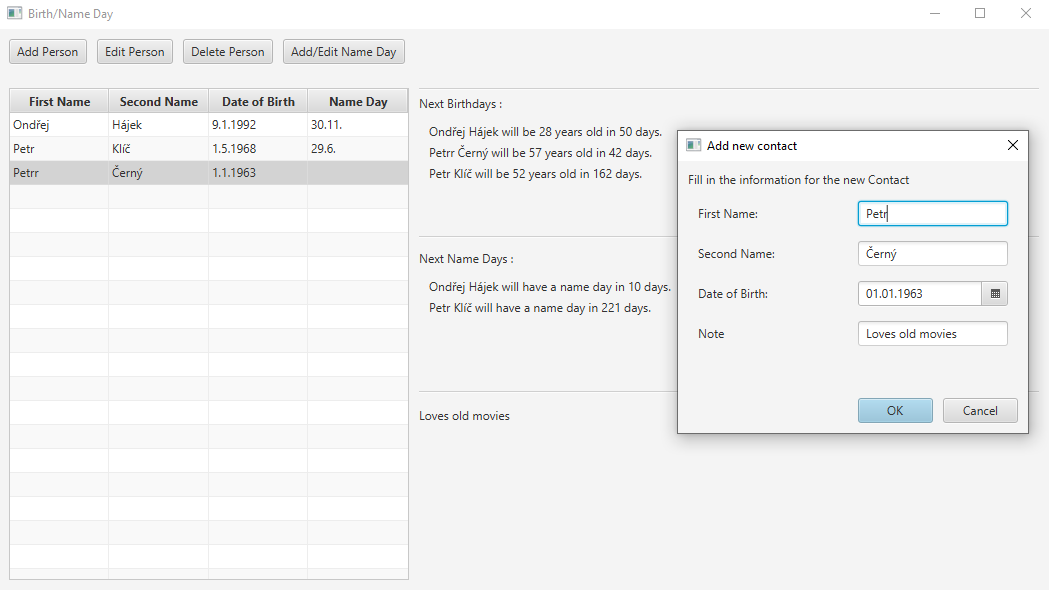 Birth/Name Day
Add Person Edit Person Delete Person Add/Edit Name Day
First Name Second Name Date of Birth Name Day
Ondřej Hájek 9.1.1992 30.11.
Petr Klíč 1.5.1968 29.6.
Petrr Černý 1.1.1963
Next Birthdays :
Ondřej Hájek will be 28 years old in 50 days.
Petrr Černý will be 57 years old in 42 days.
Petr Klíč will be 52 years old in 162 days.
Next Name Days :
Ondřej Hájek will have a name day in 10 days.
Petr Klíč will have a name day in 221 days.
Loves old movies
Add new contact
Fill in the information for the new Contact
First Name: Petr
Second Name: Černý
Date of Birth: 01.01.1963
Note Loves old movies
OK Cancel